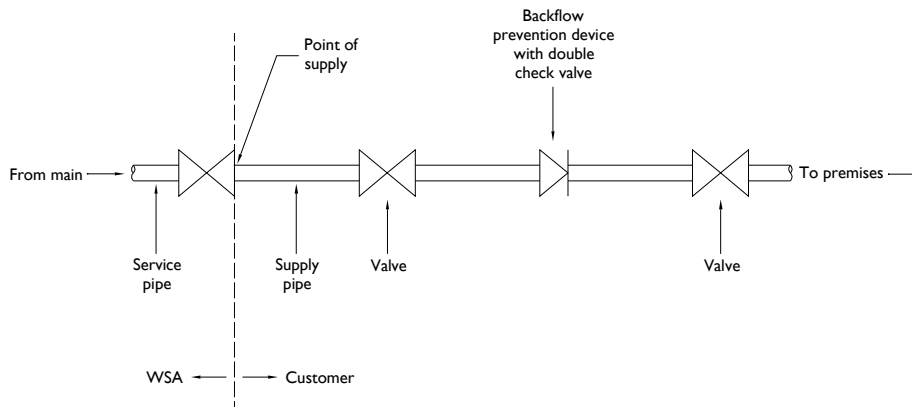 Backflow
prevention device
with double
check valve
Point of
supply
From main
To premises
Service
pipe
Supply
pipe
Valve
Valve
WSA
Customer